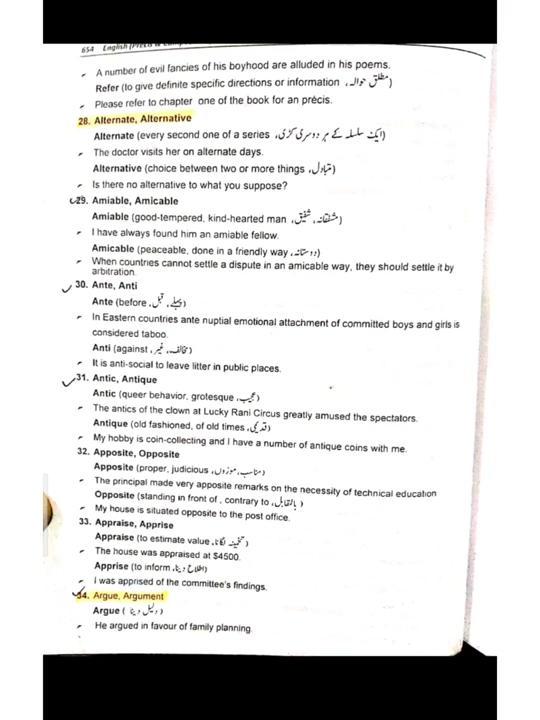 654 English (Precis &
A number of evil fancies of his boyhood are alluded in his poems.
Refer (to give definite specific directions or information ، مطلق حوالہ)
Please refer to chapter one of the book for an précis.
28. Alternate, Alternative
Alternate (every second one of a series ،ایک سلسلہ کے ہر دوسری کڑی)
The doctor visits her on alternate days.
Alternative (choice between two or more things ،متبادل)
Is there no alternative to what you suppose?
29. Amiable, Amicable
Amiable (good-tempered, kind-hearted man ،مشفقانہ، شفیق)
I have always found him an amiable fellow.
Amicable (peaceable, done in a friendly way ،دوستانہ)
When countries cannot settle a dispute in an amicable way, they should settle it by
arbitration.
30. Ante, Anti
Ante (before ،پہلے، قبل)
In Eastern countries ante nuptial emotional attachment of committed boys and girls is
considered taboo.
Anti (against ،مخالف، غیر)
It is anti-social to leave litter in public places.
31. Antic, Antique
Antic (queer behavior, grotesque ،عجیب)
The antics of the clown at Lucky Rani Circus greatly amused the spectators.
Antique (old fashioned, of old times ،قدیمی)
My hobby is coin-collecting and I have a number of antique coins with me.
32. Apposite, Opposite
Apposite (proper, judicious ،مناسب، موزوں)
The principal made very apposite remarks on the necessity of technical education
Opposite (standing in front of , contrary to ،بالمقابل)
My house is situated opposite to the post office.
33. Appraise, Apprise
Appraise (to estimate value ،تخمینہ لگانا)
The house was appraised at $4500.
Apprise (to inform ،اطلاع دینا)
I was apprised of the committee's findings.
34. Argue, Argument
Argue (دلیل دینا)
He argued in favour of family planning.